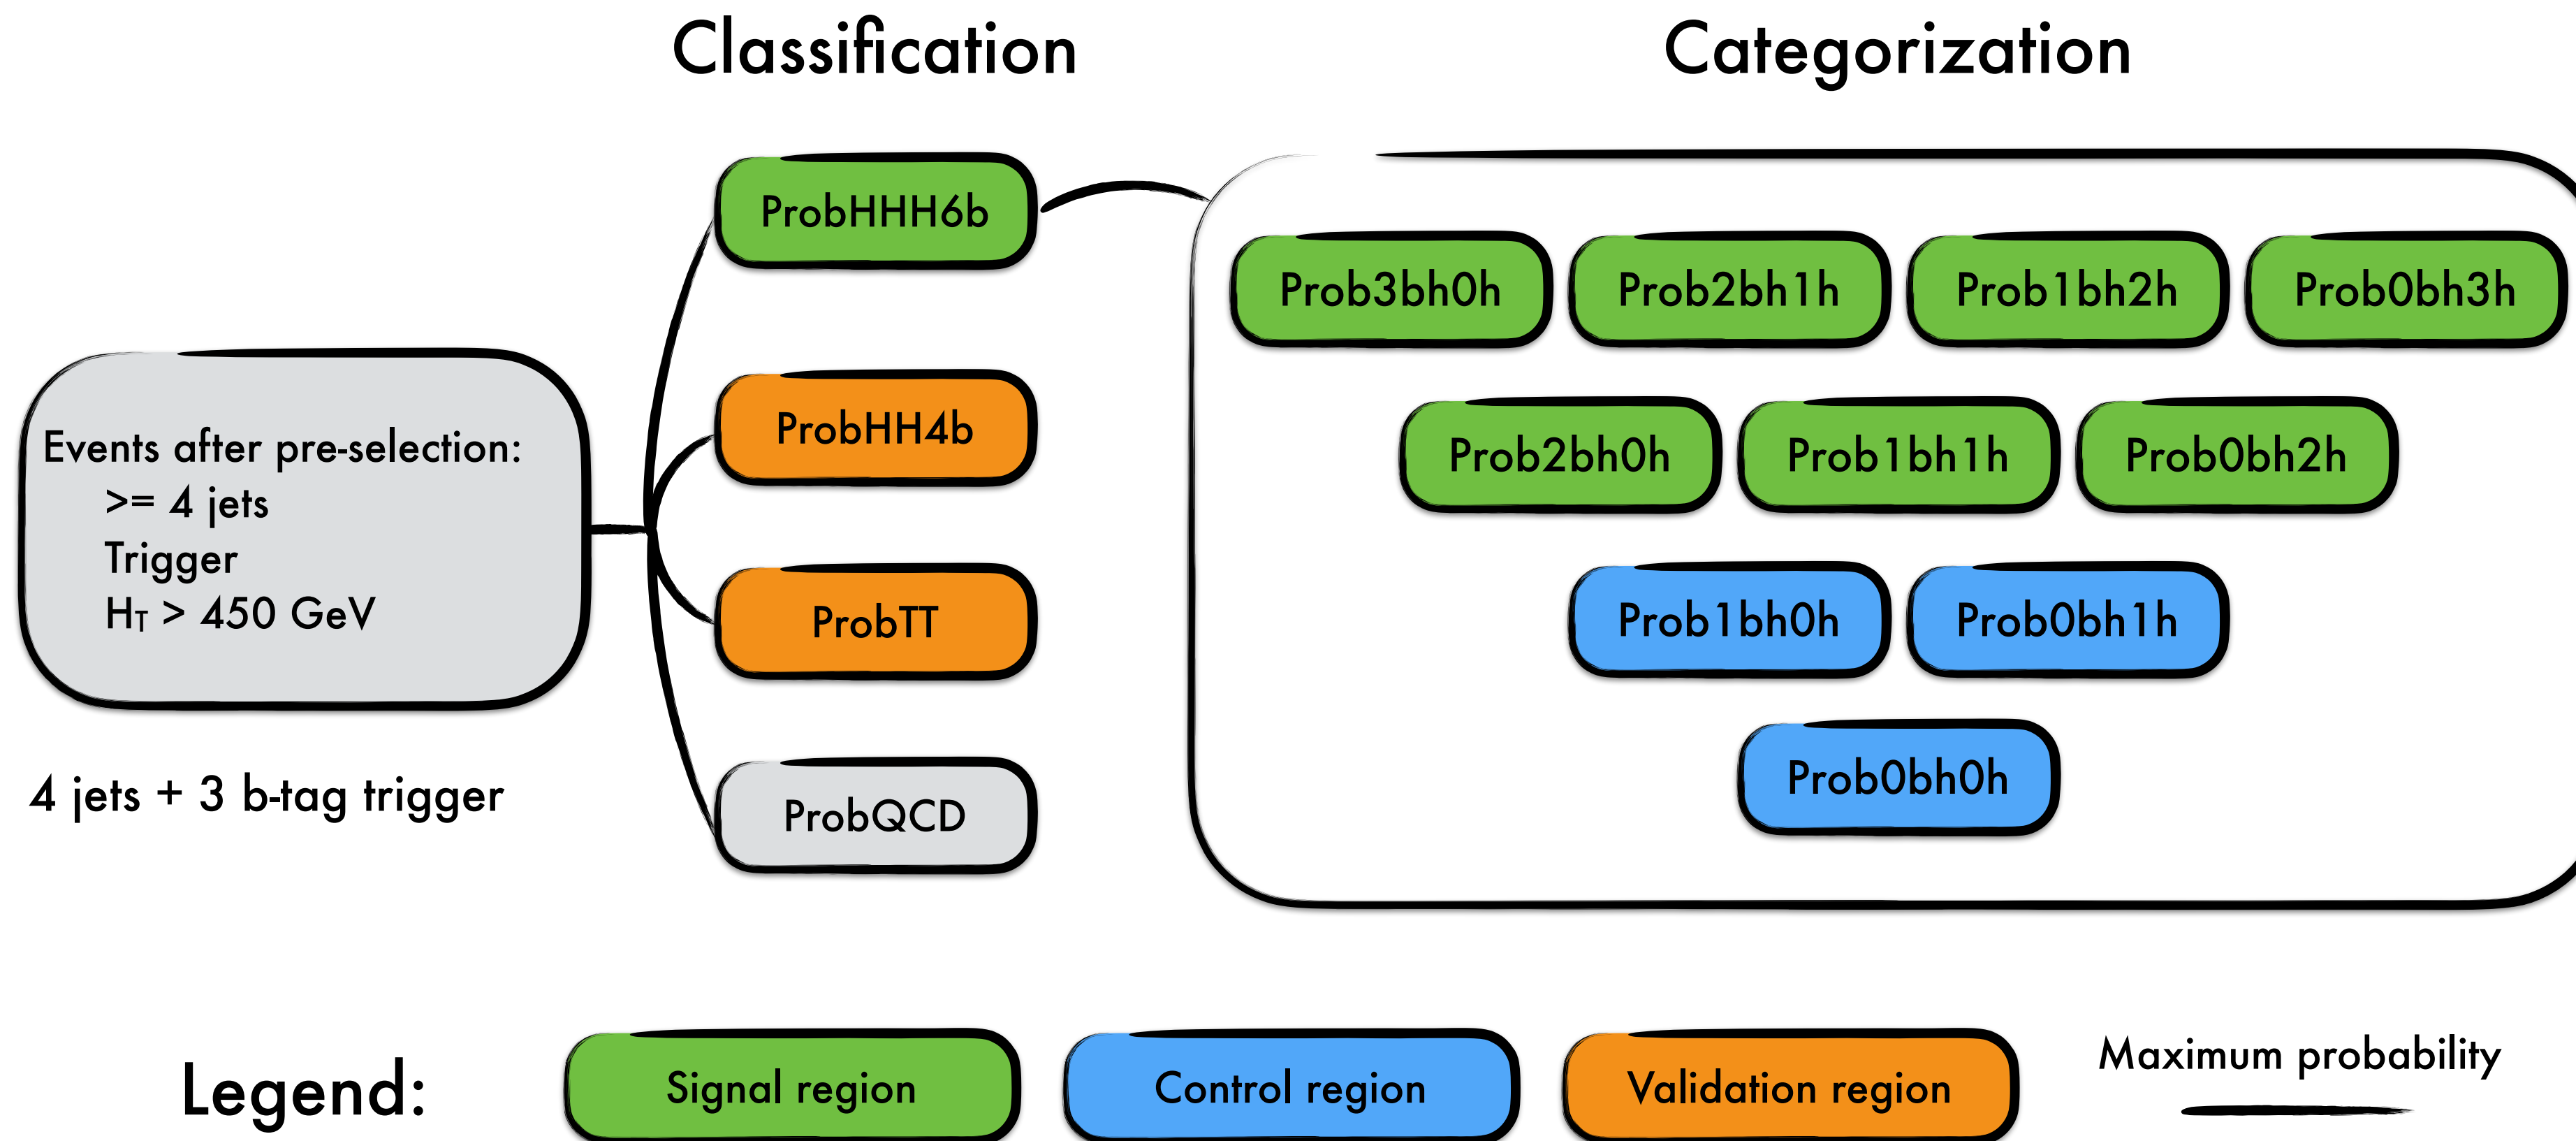 Classification
Categorization
ProbHHH6b
ProbHH4b
ProbTT
ProbQCD
Events after pre-selection:
>= 4 jets
Trigger
HT > 450 GeV
4 jets + 3 b-tag trigger
Prob3bh0h
Prob2bh1h
Prob1bh2h
Prob0bh3h
Prob2bh0h
Prob1bh1h
Prob0bh2h
Prob1bh0h
Prob0bh1h
Prob0bh0h
Legend:
Signal region
Control region
Validation region
Maximum probability